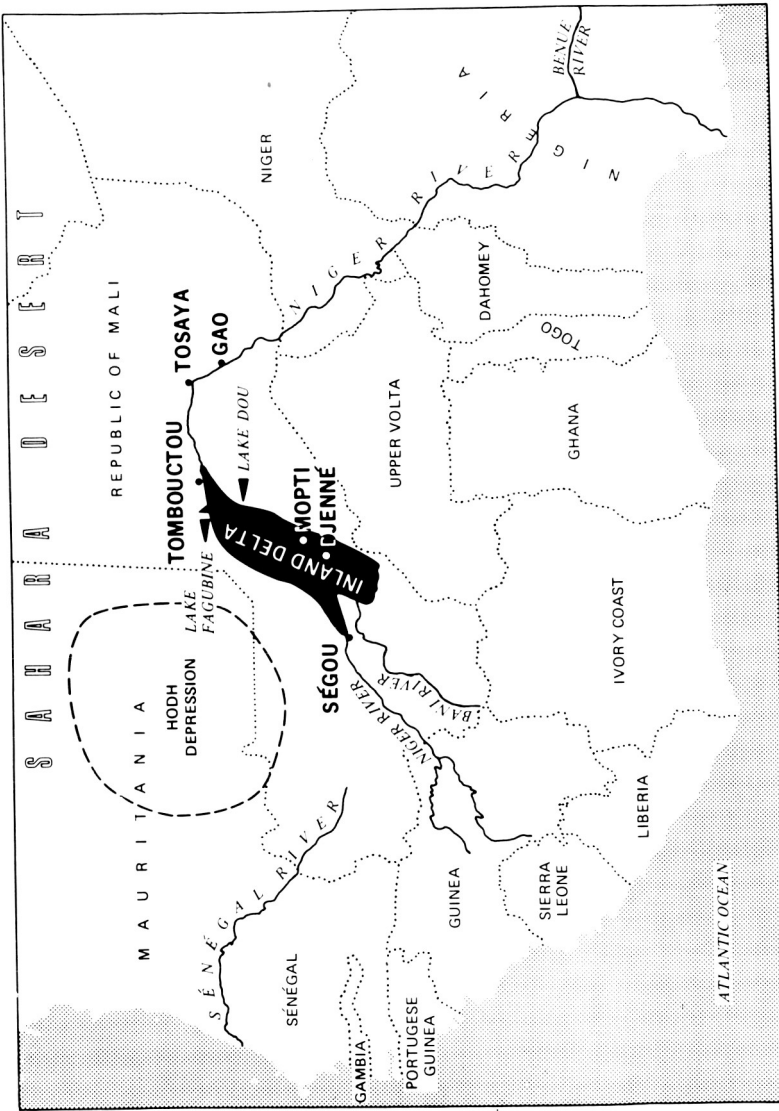 SAHARA DESERT
MAURITANIA
HODH
DEPRESSION
REPUBLIC OF MALI
NIGER
TOMBOUCTOU
TOSAYA
GAO
LAKE
FAGUBINE
LAKE DOU
INLAND DELTA
MOPTI
DJENNÉ
SÉGOU
SÉNÉGAL RIVER
NIGER RIVER
BANI RIVER
NIGER RIVER
BENUE
RIVER
NIGERIA
SÉNÉGAL
GAMBIA
PORTUGESE
GUINEA
GUINEA
SIERRA
LEONE
LIBERIA
IVORY COAST
UPPER VOLTA
GHANA
TOGO
DAHOMEY
ATLANTIC OCEAN